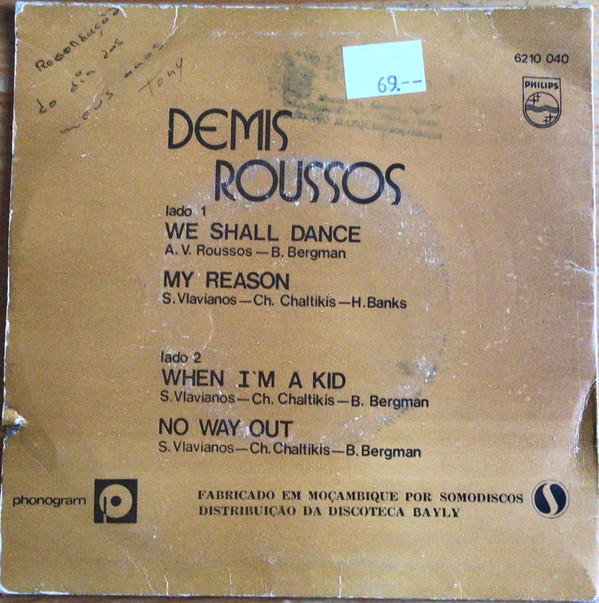 Recordação
do dia dos
meus anos
Tony
69.--
6210 040
PHILIPS
DEMIS
ROUSSOS
lado 1
WE SHALL DANCE
A. V. Roussos — B. Bergman
MY REASON
S. Vlavianos — Ch. Chaltikis — H. Banks
lado 2
WHEN I'M A KID
S. Vlavianos — Ch. Chaltikis — B. Bergman
NO WAY OUT
S. Vlavianos — Ch. Chaltikis — B. Bergman
phonogram
FABRICADO EM MOÇAMBIQUE POR SOMODISCOS
DISTRIBUIÇÃO DA DISCOTECA BAYLY